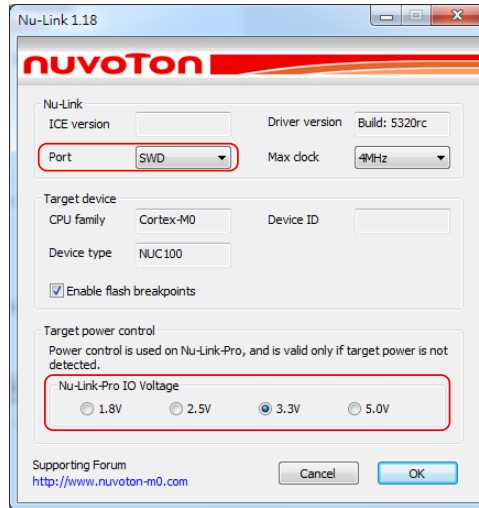 Nu-Link 1.18
nuvoTon
Nu-Link
ICE version
Driver version Build: 5320rc
Port SWD Max clock 4MHz
Target device
CPU family Cortex-M0 Device ID
Device type NUC100
Enable flash breakpoints
Target power control
Power control is used on Nu-Link-Pro, and is valid only if target power is not
detected.
Nu-Link-Pro IO Voltage
1.8V 2.5V 3.3V 5.0V
Supporting Forum
http://www.nuvoton-m0.com
Cancel OK